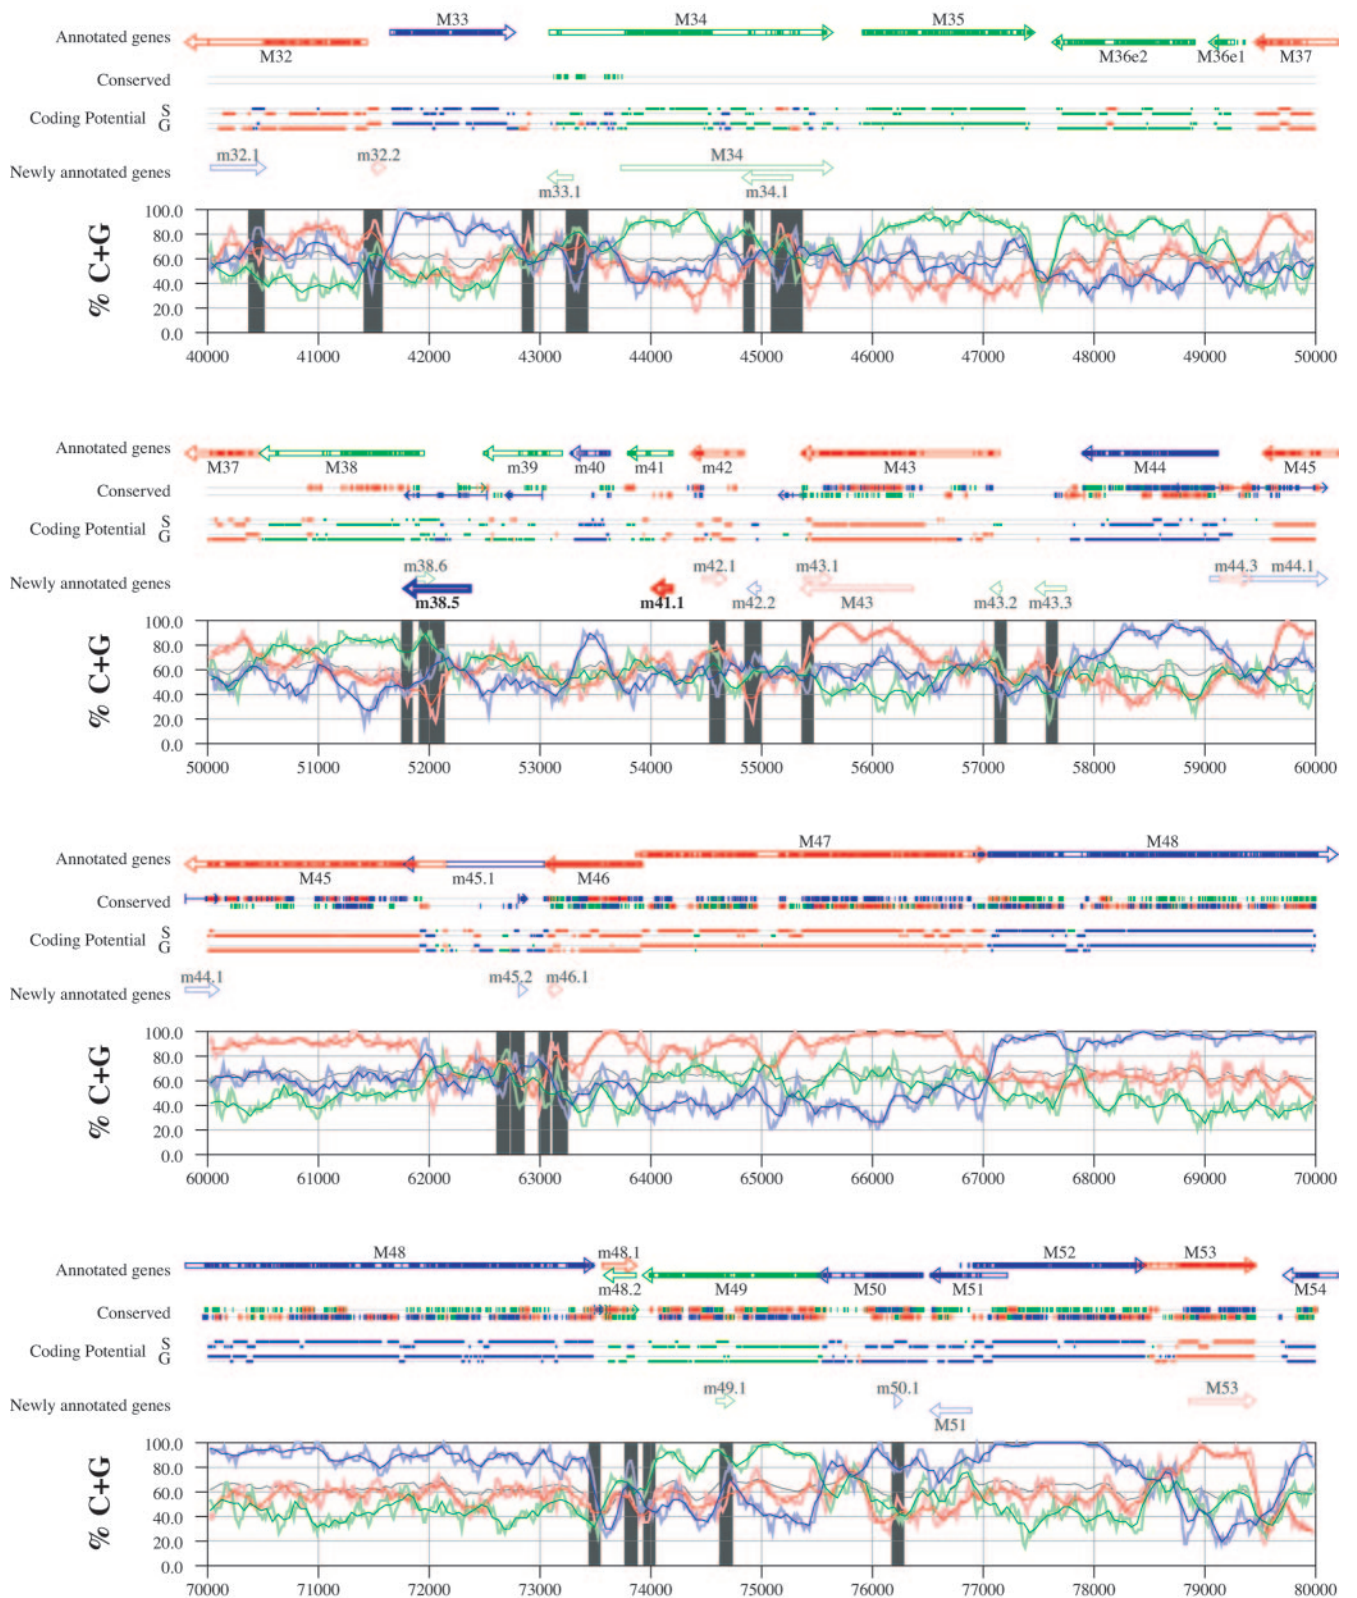 M33 M34 M35
Annotated genes
M32 M36e2 M36e1 M37
Conserved
Coding Potential S
G
m32.1 m32.2 M34
Newly annotated genes
m33.1 m34.1
% C+G
100.0
80.0
60.0
40.0
20.0
0.0
40000 41000 42000 43000 44000 45000 46000 47000 48000 49000 50000
Annotated genes
M37 M38 m39 m40 m41 m42 M43 M44 M45
Conserved
Coding Potential S
G
m38.6 m42.1 m43.1 m44.3 m44.1
Newly annotated genes
m38.5 m41.1 m42.2 M43 m43.2 m43.3
% C+G
100.0
80.0
60.0
40.0
20.0
0.0
50000 51000 52000 53000 54000 55000 56000 57000 58000 59000 60000
M47 M48
Annotated genes
M45 m45.1 M46
Conserved
Coding Potential S
G
m44.1 m45.2 m46.1
Newly annotated genes
% C+G
100.0
80.0
60.0
40.0
20.0
0.0
60000 61000 62000 63000 64000 65000 66000 67000 68000 69000 70000
M48 m48.1 M52 M53
Annotated genes
m48.2 M49 M50 M51 M54
Conserved
Coding Potential S
G
m49.1 m50.1 M53
Newly annotated genes
M51
% C+G
100.0
80.0
60.0
40.0
20.0
0.0
70000 71000 72000 73000 74000 75000 76000 77000 78000 79000 80000